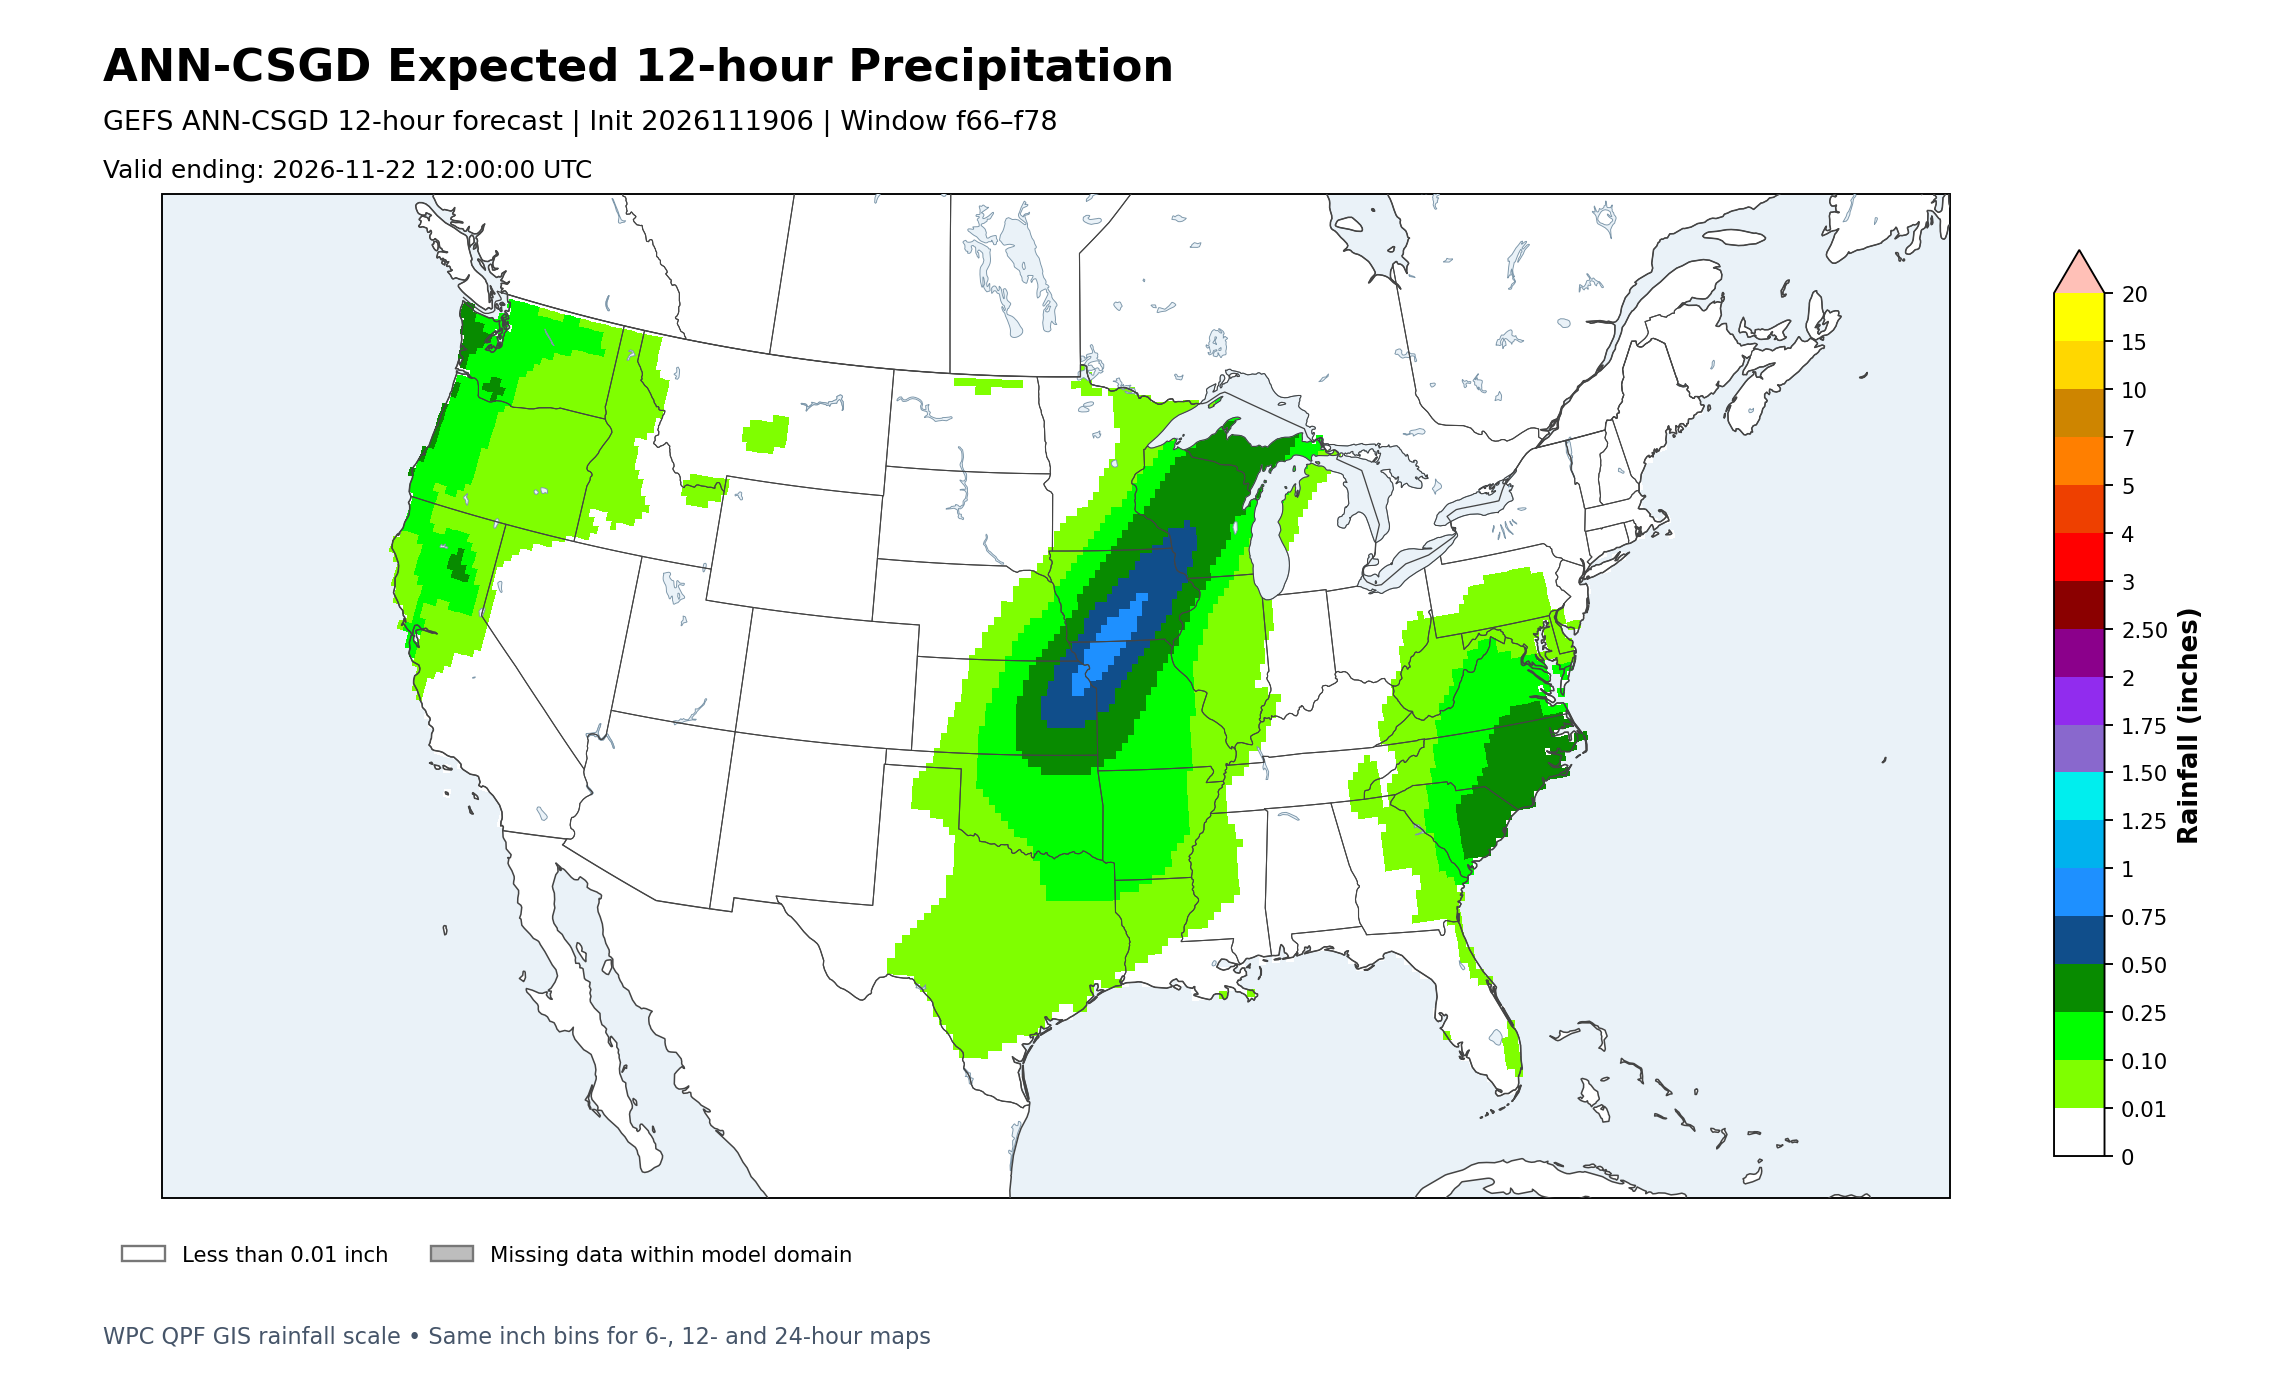 ANN-CSGD Expected 12-hour Precipitation
GEFS ANN-CSGD 12-hour forecast | Init 2026111906 | Window f66–f78
Valid ending: 2026-11-22 12:00:00 UTC
20
15
10
7
5
4
3
2.50
2
1.75
1.50
1.25
1
0.75
0.50
0.25
0.10
0.01
0
Rainfall (inches)
Less than 0.01 inch
Missing data within model domain
WPC QPF GIS rainfall scale • Same inch bins for 6-, 12- and 24-hour maps